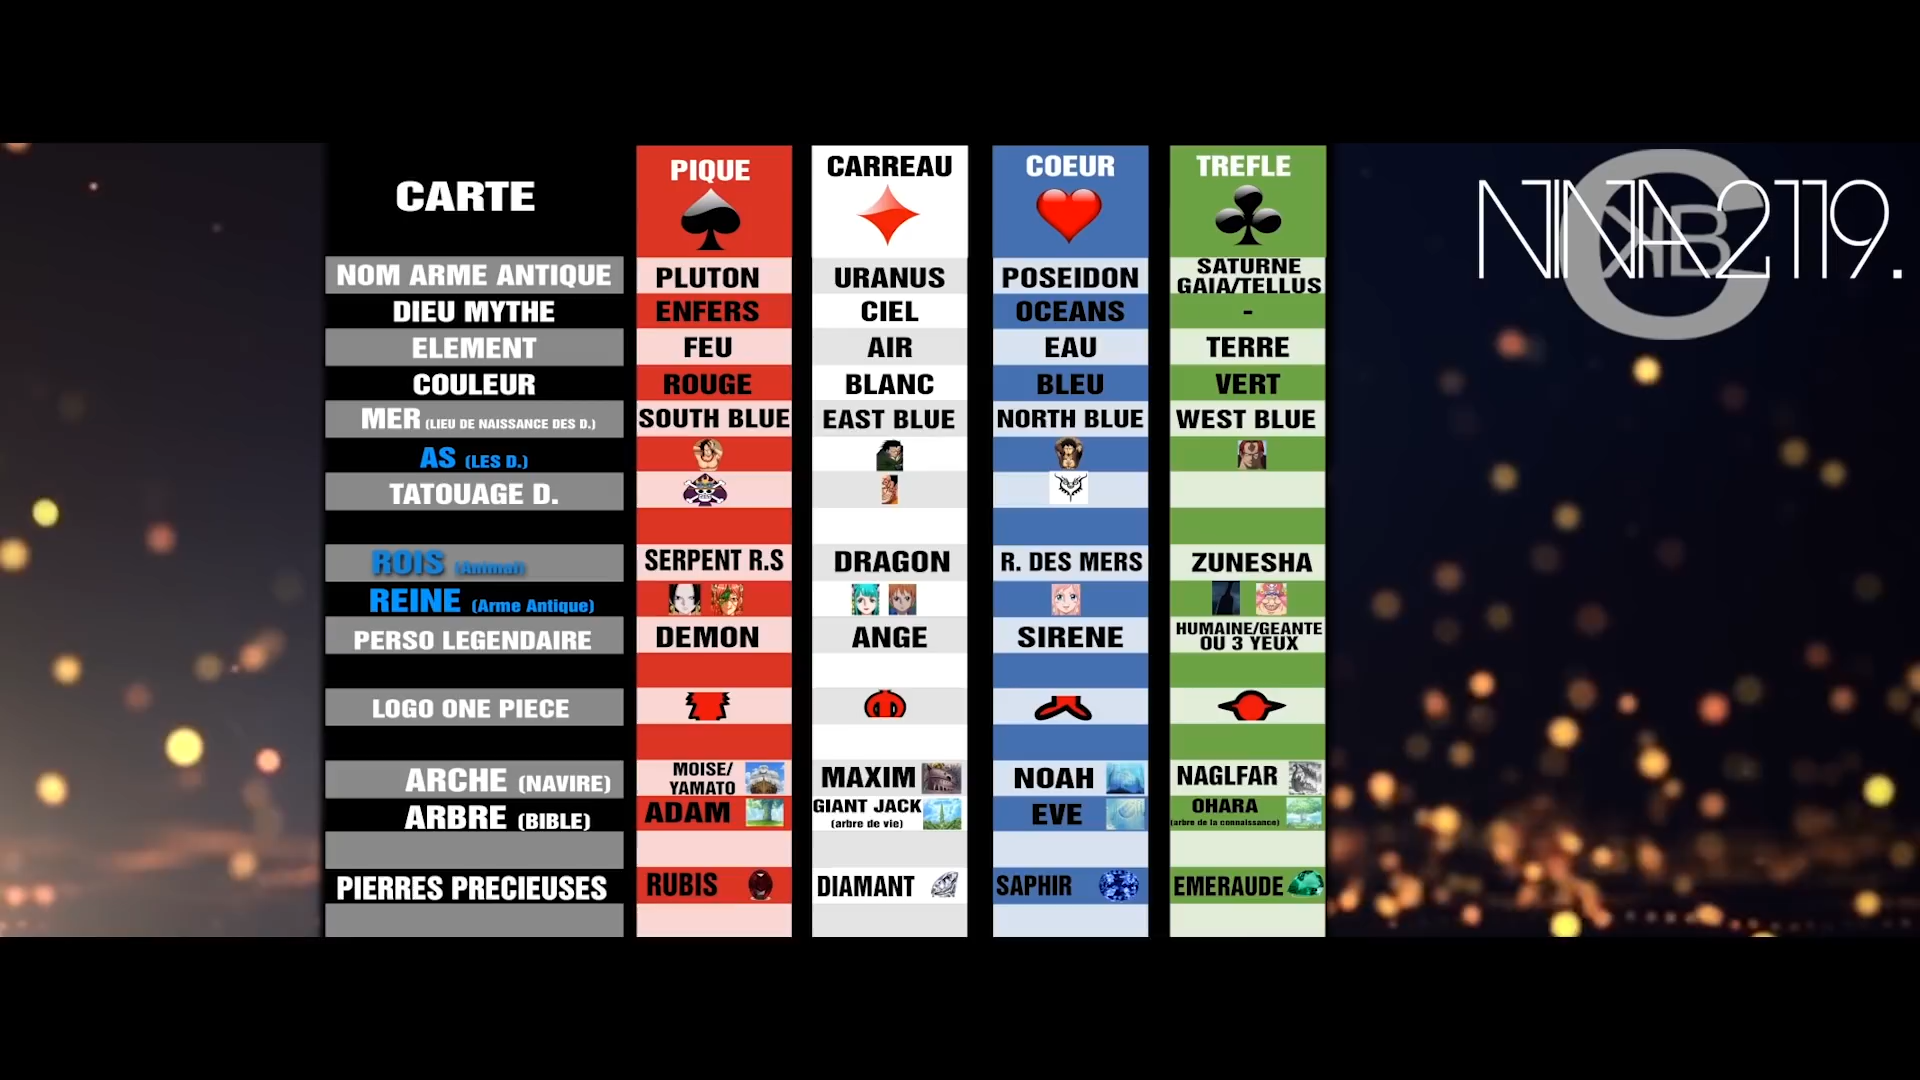 CARTE PIQUE CARREAU COEUR TREFLE
NOM ARME ANTIQUE PLUTON URANUS POSEIDON SATURNE GAIA/TELLUS
DIEU MYTHE ENFERS CIEL OCEANS -
ELEMENT FEU AIR EAU TERRE
COULEUR ROUGE BLANC BLEU VERT
MER (LIEU DE NAISSANCE DES D.) SOUTH BLUE EAST BLUE NORTH BLUE WEST BLUE
AS (LES D.)
TATOUAGE D.
ROIS (Animal) SERPENT R.S DRAGON R. DES MERS ZUNESHA
REINE (Arme Antique)
PERSO LEGENDAIRE DEMON ANGE SIRENE HUMAINE/GEANTE OU 3 YEUX
LOGO ONE PIECE
ARCHE (NAVIRE) MOISE/ YAMATO MAXIM NOAH NAGLFAR
ARBRE (BIBLE) ADAM GIANT JACK (arbre de vie) EVE OHARA (arbre de la connaissance)
PIERRES PRECIEUSES RUBIS DIAMANT SAPHIR EMERAUDE
NINJA 2119.